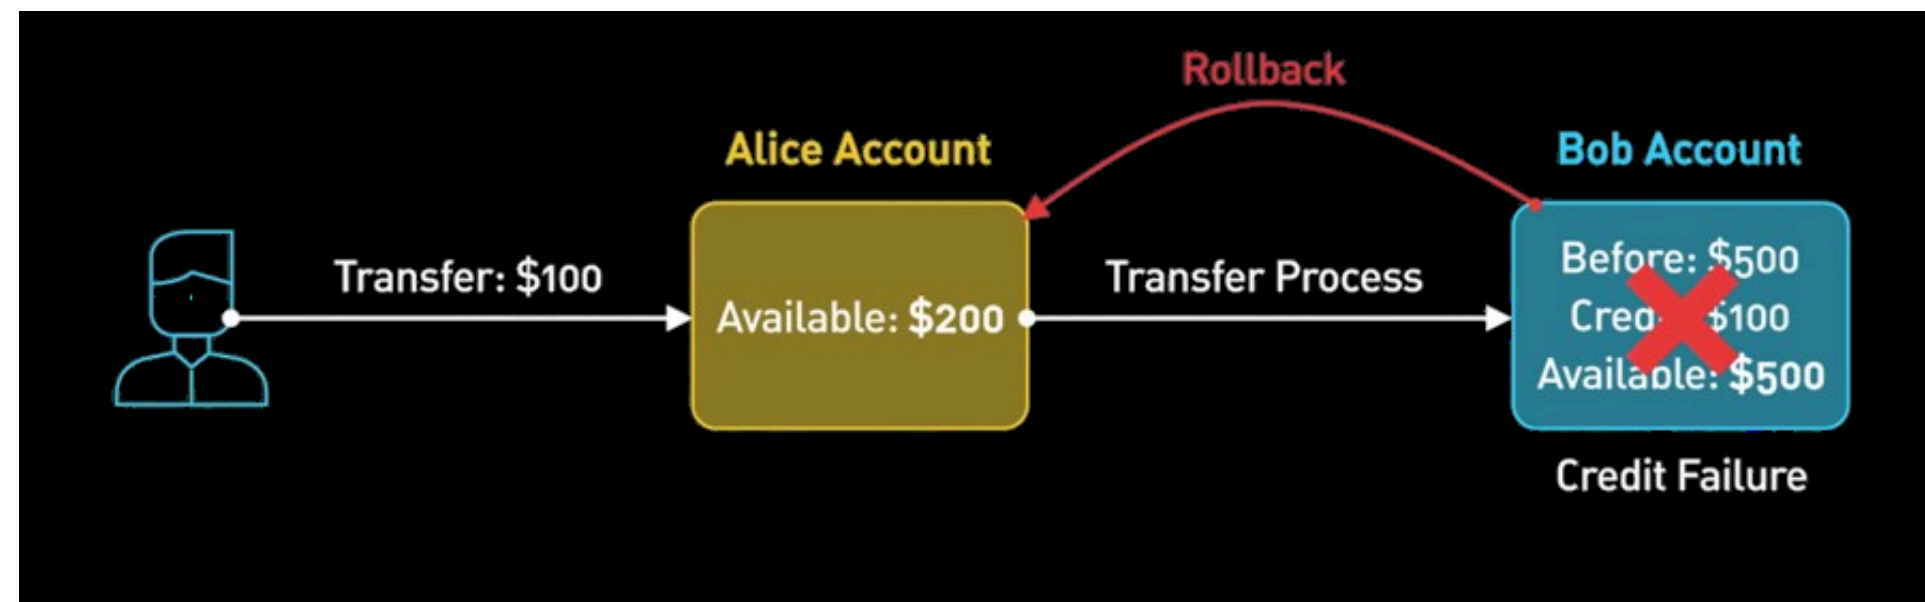 Rollback
Alice Account
Bob Account
Transfer: $100
Available: $200
Transfer Process
Before: $500
$100
Available: $500
Credit Failure